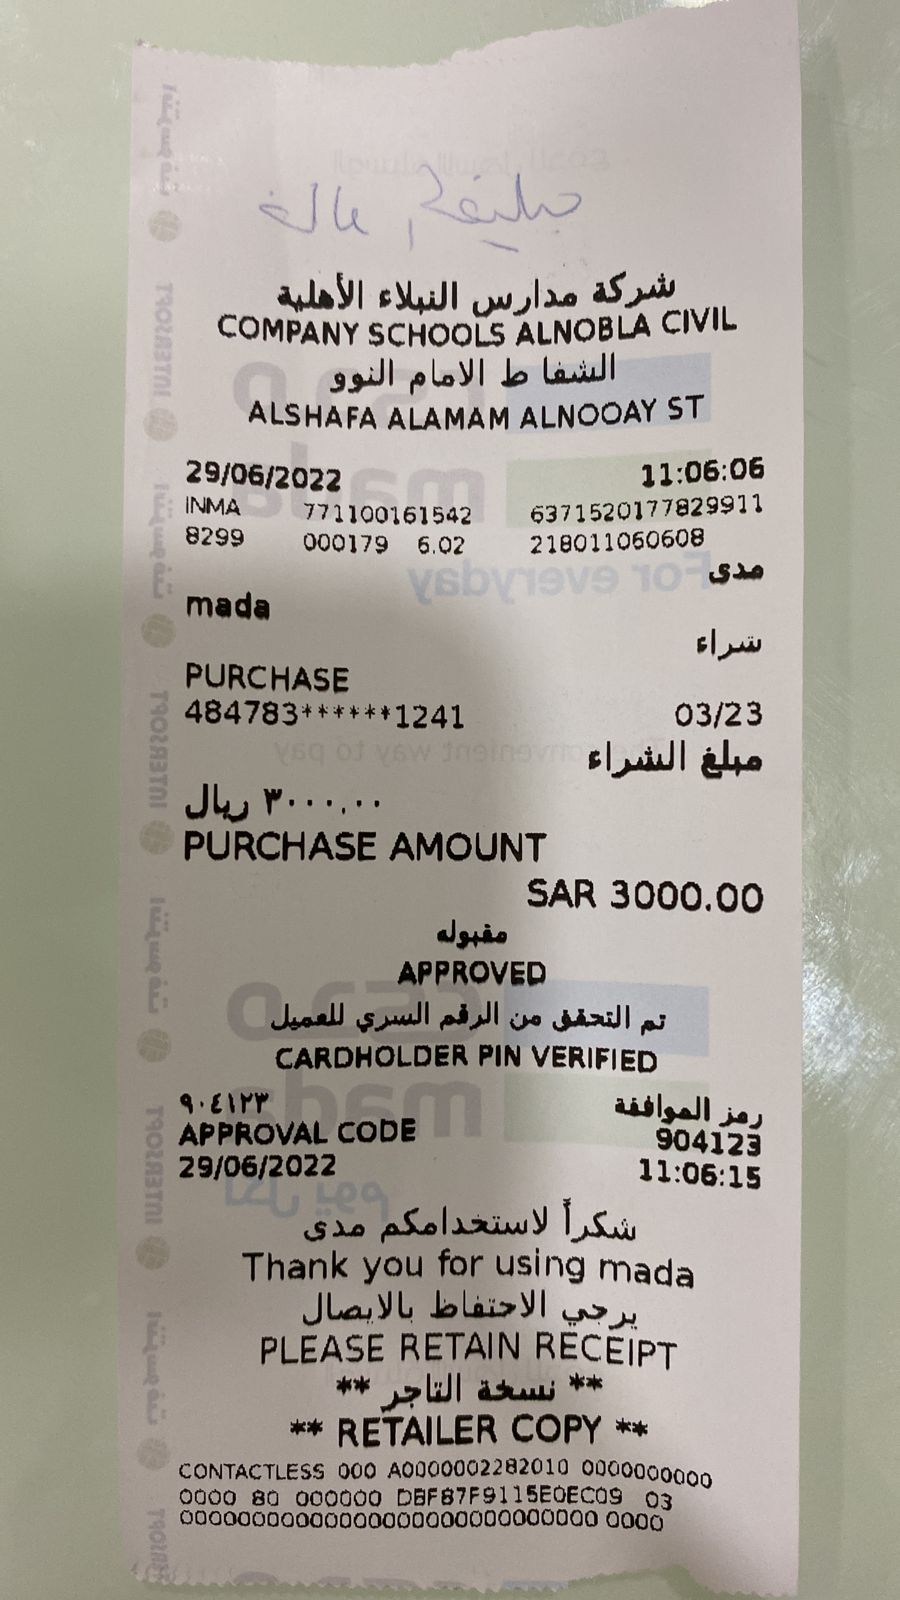 شركة مدارس النبلاء الأهلية
COMPANY SCHOOLS ALNOBLA CIVIL
الشفا ط الامام النوو
ALSHAFA ALAMAM ALNOOAY ST
29/06/2022 11:06:06
INMA 771100161542 6371520177829911
8299 000179 6.02 218011060608
مدى
mada
شراء
PURCHASE
484783******1241 03/23
مبلغ الشراء
٣٠٠٠,٠٠ ريال
PURCHASE AMOUNT
SAR 3000.00
مقبوله
APPROVED
تم التحقق من الرقم السري للعميل
CARDHOLDER PIN VERIFIED
رمز الموافقة ٩٠٤١٢٣
APPROVAL CODE 904123
29/06/2022 11:06:15
شكراً لاستخدامكم مدى
Thank you for using mada
يرجي الاحتفاظ بالايصال
PLEASE RETAIN RECEIPT
** نسخة التاجر **
** RETAILER COPY **
CONTACTLESS 000 A0000002282010 0000000000
0000 80 000000 DBF87F9115E0EC09 03
0000000000000000000000000000000 0000